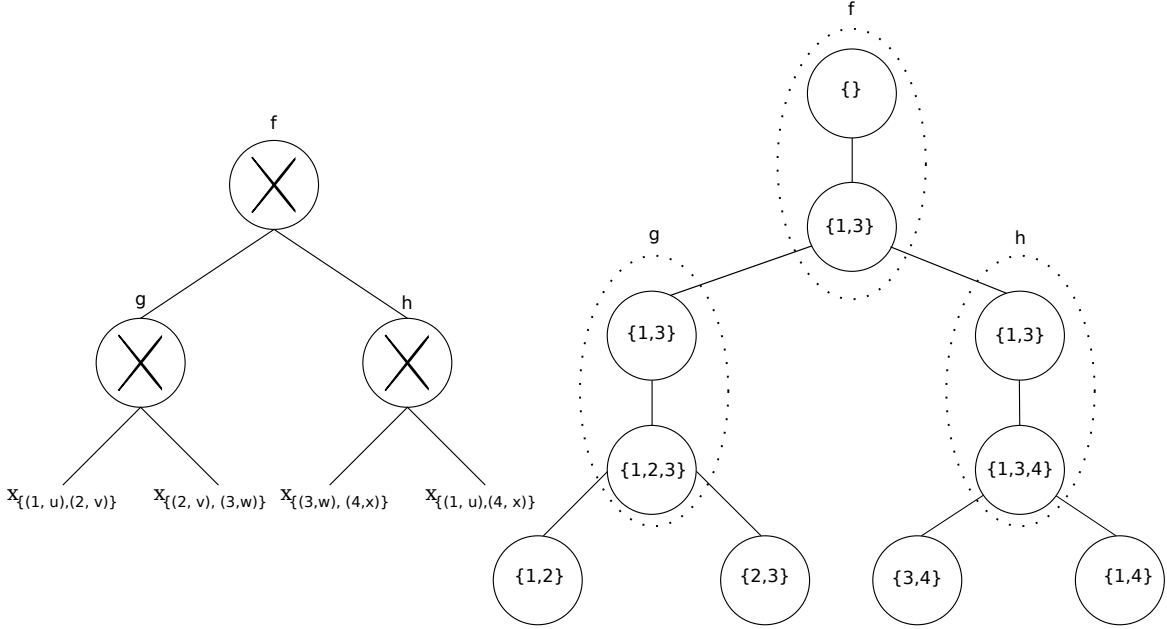 f
g
h
X{(1, u),(2, v)}
X{(2, v), (3,w)}
X{(3,w), (4,x)}
X{(1, u),(4, x)}
f
{}
{1,3}
g
h
{1,3}
{1,3}
{1,2,3}
{1,3,4}
{1,2}
{2,3}
{3,4}
{1,4}